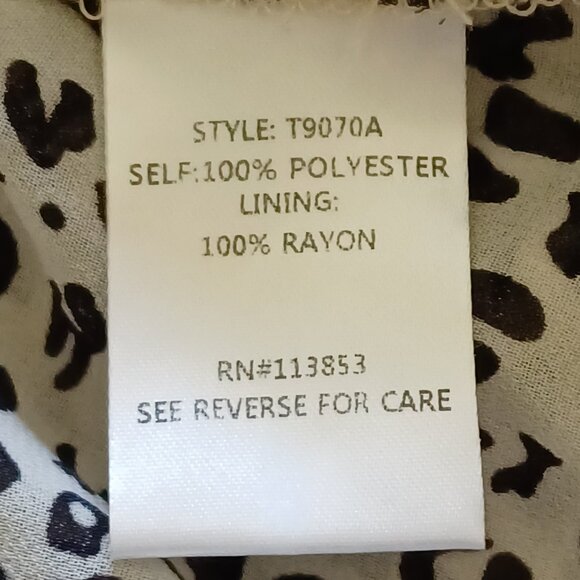 STYLE: T9070A
SELF:100% POLYESTER
LINING:
100% RAYON
RN#113853
SEE REVERSE FOR CARE